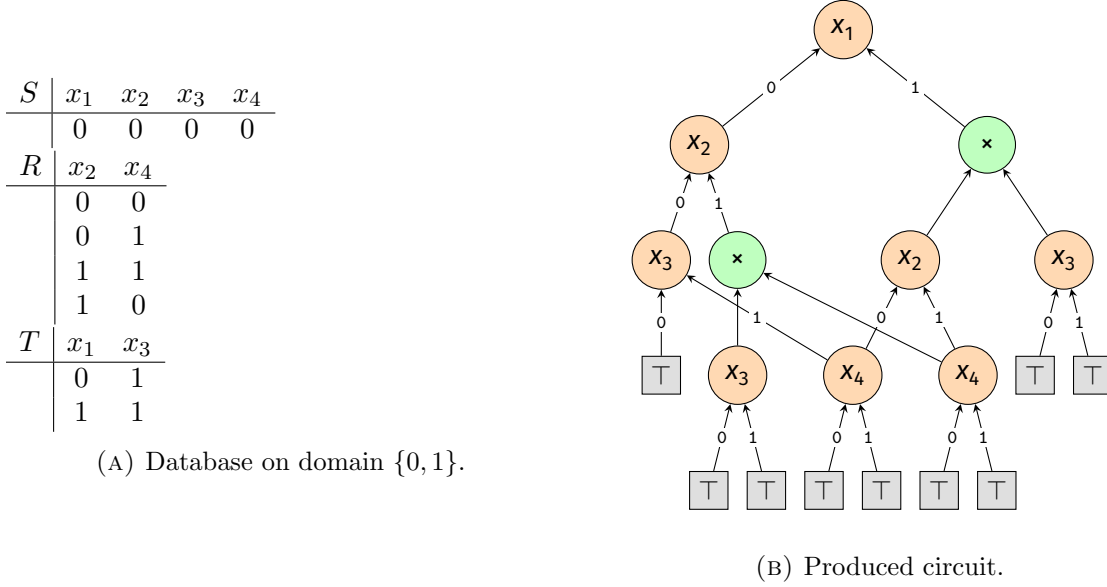 S x₁ x₂ x₃ x₄
0 0 0 0
R x₂ x₄
0 0
0 1
1 1
1 0
T x₁ x₃
0 1
1 1
(A) Database on domain {0, 1}.
x₁
0 1
x₂ ×
0 1
x₃ × x₂ x₃
0 1 0 1 0 1
⊤ x₃ x₄ x₄ ⊤ ⊤
0 1 0 1 0 1
⊤ ⊤ ⊤ ⊤ ⊤ ⊤
(B) Produced circuit.